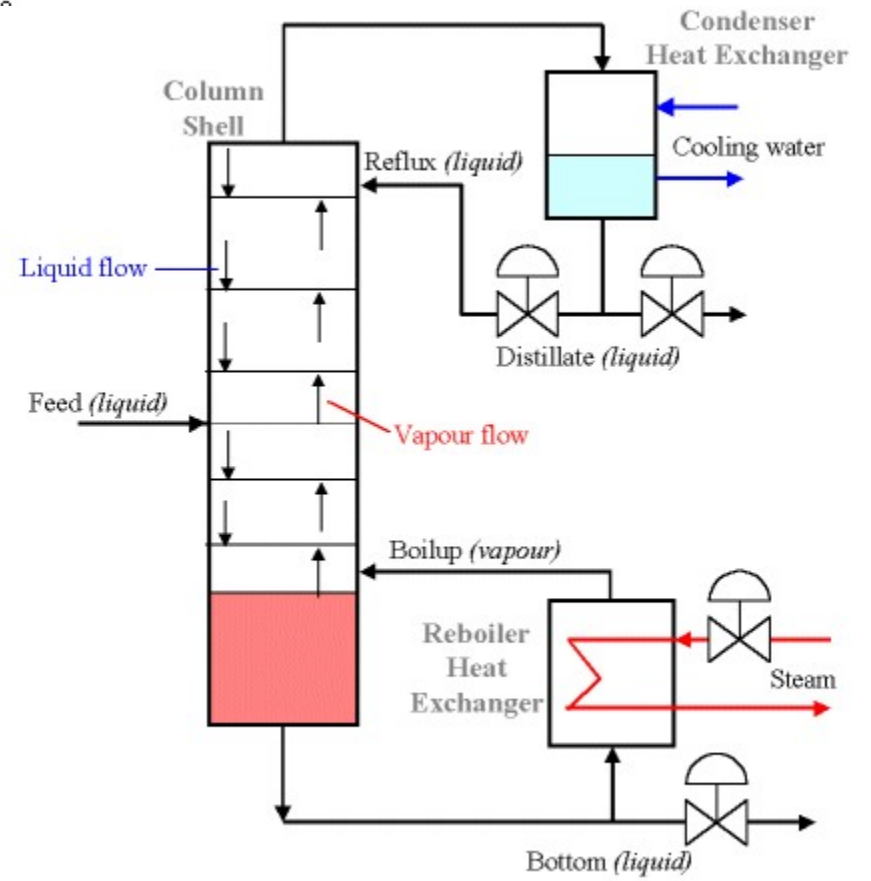 Condenser
Heat Exchanger
Column
Shell
Cooling water
Reflux (liquid)
Liquid flow
Distillate (liquid)
Feed (liquid)
Vapour flow
Boilup (vapour)
Reboiler
Heat
Exchanger
Steam
Bottom (liquid)